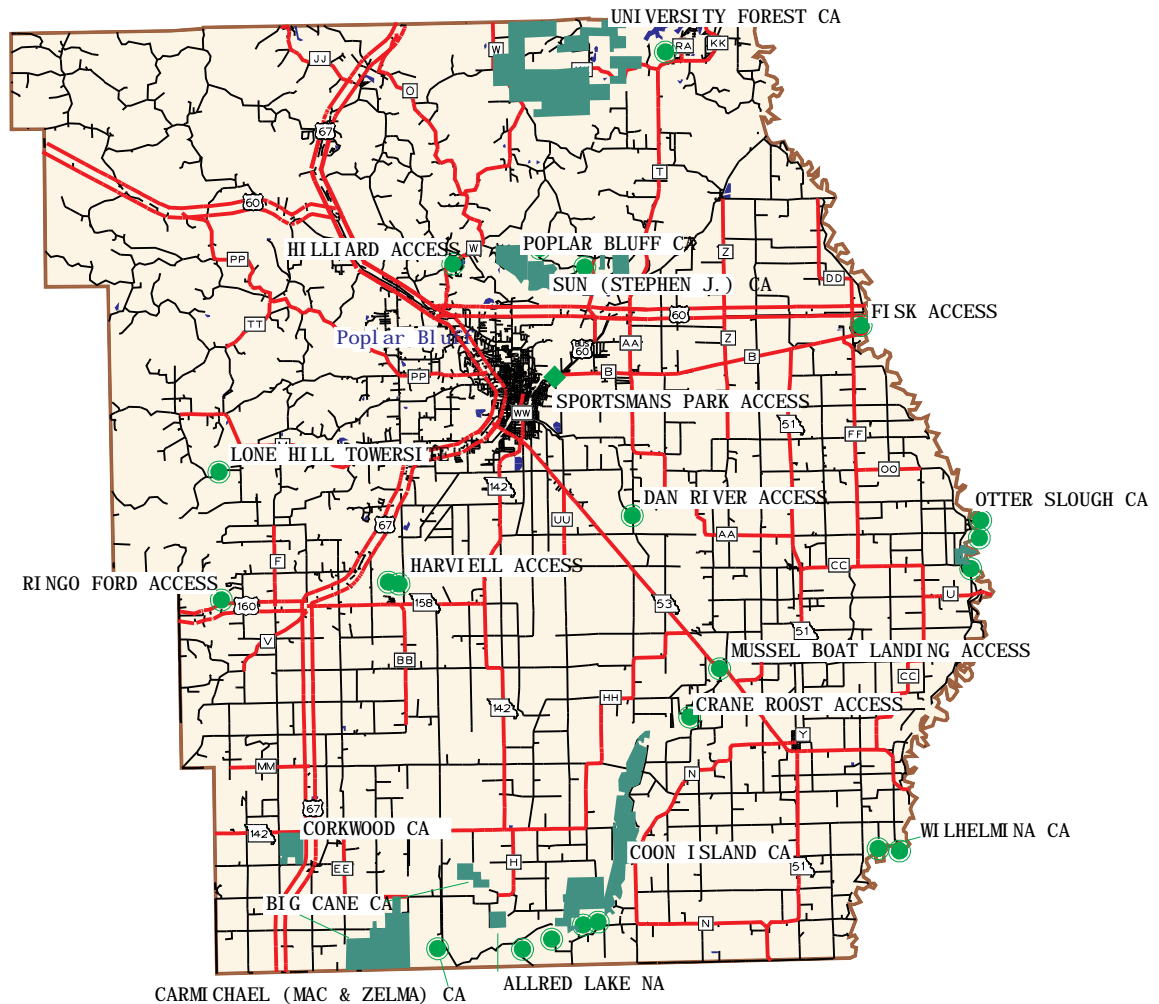 UNIVERSITY FOREST CA
RA
KK
W
JJ
O
67
T
60
HILLIARD ACCESS
W
POPLAR BLUFF CA
PP
Z
SUN (STEPHEN J.) CA
DD
TT
60
FISK ACCESS
Poplar Bluff
BUS
60
AA
Z
B
PP
B
SPORTSMANS PARK ACCESS
WW
51
FF
LONE HILL TOWERSITE
OO
142
DAN RIVER ACCESS
OTTER SLOUGH CA
67
UU
AA
F
CC
HARVIELL ACCESS
RINGO FORD ACCESS
160
158
53
U
V
51
MUSSEL BOAT LANDING ACCESS
BB
CC
142
HH
CRANE ROOST ACCESS
Y
MM
N
67
142
CORKWOOD CA
WILHELMINA CA
COON ISLAND CA
H
EE
51
BIG CANE CA
N
ALLRED LAKE NA
CARMICHAEL (MAC & ZELMA) CA